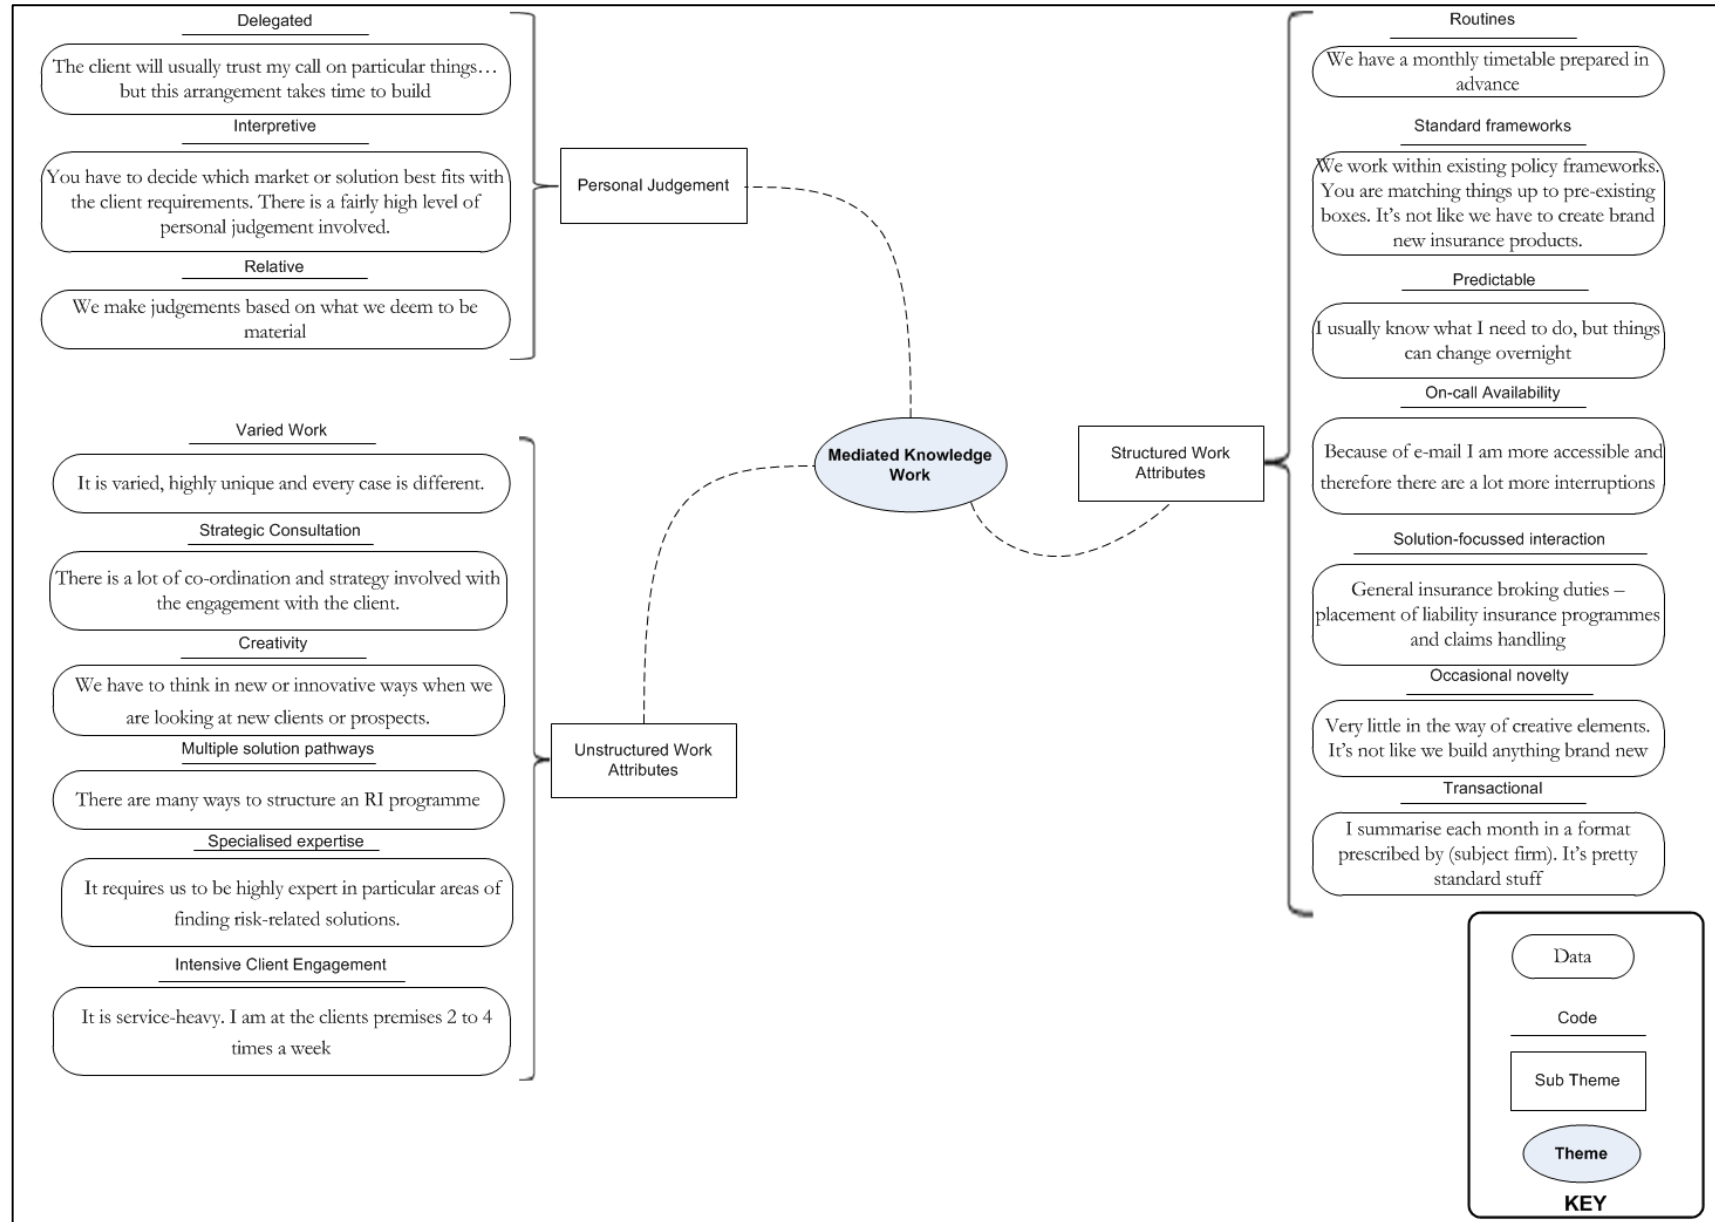 Delegated
The client will usually trust my call on particular things…
but this arrangement takes time to build
Interpretive
You have to decide which market or solution best fits with
the client requirements. There is a fairly high level of
personal judgement involved.
Relative
We make judgements based on what we deem to be
material
Personal Judgement
Varied Work
It is varied, highly unique and every case is different.
Strategic Consultation
There is a lot of co-ordination and strategy involved with
the engagement with the client.
Creativity
We have to think in new or innovative ways when we
are looking at new clients or prospects.
Multiple solution pathways
There are many ways to structure an RI programme
Specialised expertise
It requires us to be highly expert in particular areas of
finding risk-related solutions.
Intensive Client Engagement
It is service-heavy. I am at the clients premises 2 to 4
times a week
Unstructured Work
Attributes
Mediated Knowledge
Work
Structured Work
Attributes
Routines
We have a monthly timetable prepared in
advance
Standard frameworks
We work within existing policy frameworks.
You are matching things up to pre-existing
boxes. It's not like we have to create brand
new insurance products.
Predictable
I usually know what I need to do, but things
can change overnight
On-call Availability
Because of e-mail I am more accessible and
therefore there are a lot more interruptions
Solution-focussed interaction
General insurance broking duties –
placement of liability insurance programmes
and claims handling
Occasional novelty
Very little in the way of creative elements.
It's not like we build anything brand new
Transactional
I summarise each month in a format
prescribed by (subject firm). It's pretty
standard stuff
Data
Code
Sub Theme
Theme
KEY